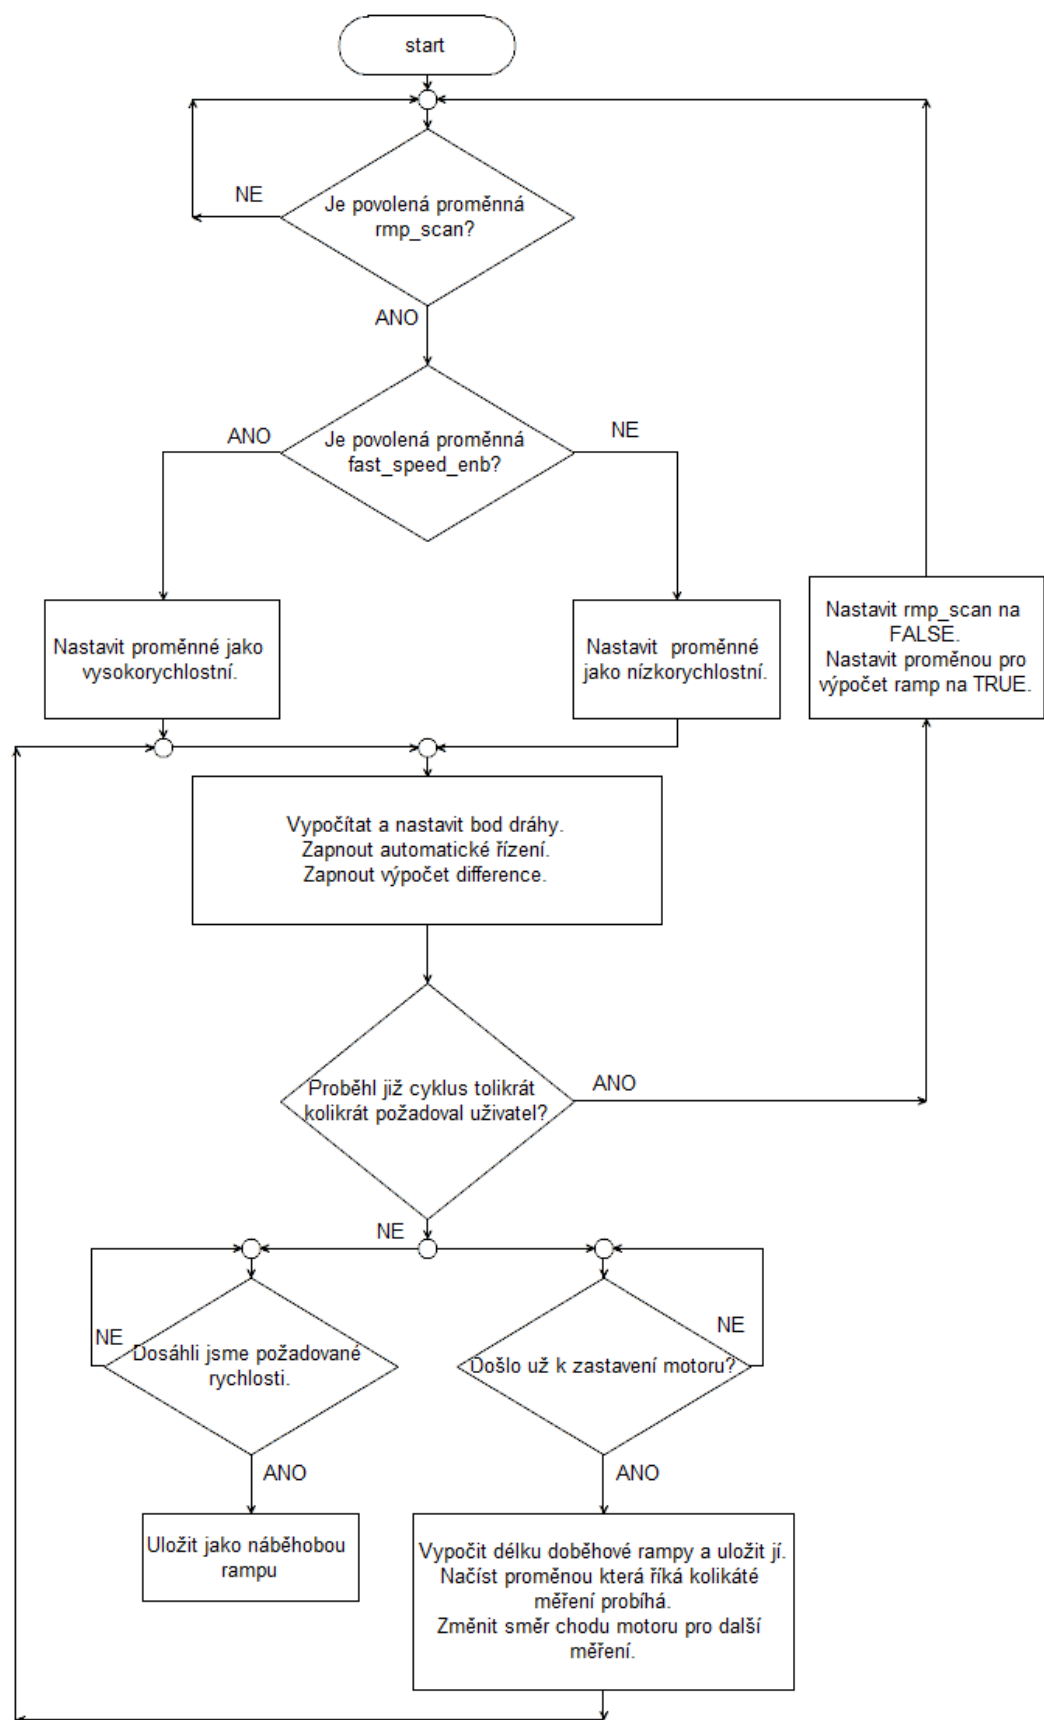 start
NE
Je povolená proměnná
rmp_scan?
ANO
ANO
Je povolená proměnná
fast_speed_enb?
NE
Nastavit proměnné jako
vysokorychlostní.
Nastavit proměnné
jako nízkorychlostní.
Nastavit rmp_scan na
FALSE.
Nastavit proměnou pro
výpočet ramp na TRUE.
Vypočítat a nastavit bod dráhy.
Zapnout automatické řízení.
Zapnout výpočet difference.
Proběhl již cyklus tolikrát
kolikrát požadoval uživatel?
ANO
NE
NE
Dosáhli jsme požadované
rychlosti.
NE
Došlo už k zastavení motoru?
ANO
ANO
Uložit jako náběhobou
rampu
Vypočit délku doběhové rampy a uložit jí.
Načíst proměnou která říká kolikáté
měření probíhá.
Změnit směr chodu motoru pro další
měření.